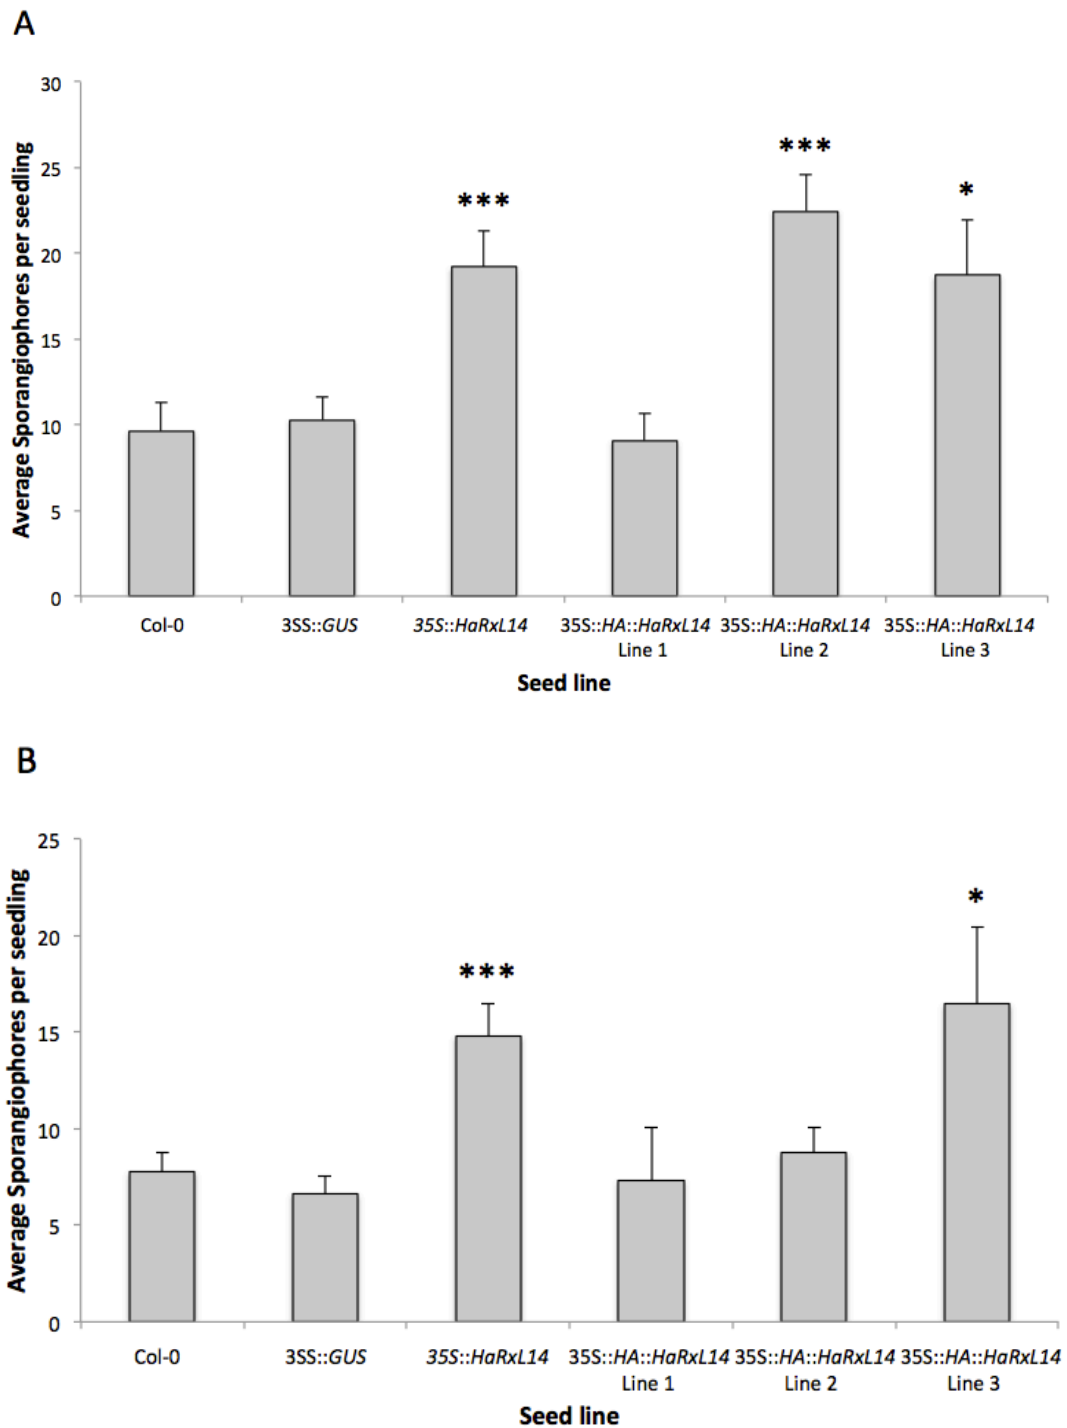 A
30
25
20
15
10
5
0
Average Sporangiophores per seedling
***
***
*
Col-0
35S::GUS
35S::HaRxL14
35S::HA::HaRxL14 Line 1
35S::HA::HaRxL14 Line 2
35S::HA::HaRxL14 Line 3
Seed line
B
25
20
15
10
5
0
Average Sporangiophores per seedling
***
*
Col-0
35S::GUS
35S::HaRxL14
35S::HA::HaRxL14 Line 1
35S::HA::HaRxL14 Line 2
35S::HA::HaRxL14 Line 3
Seed line